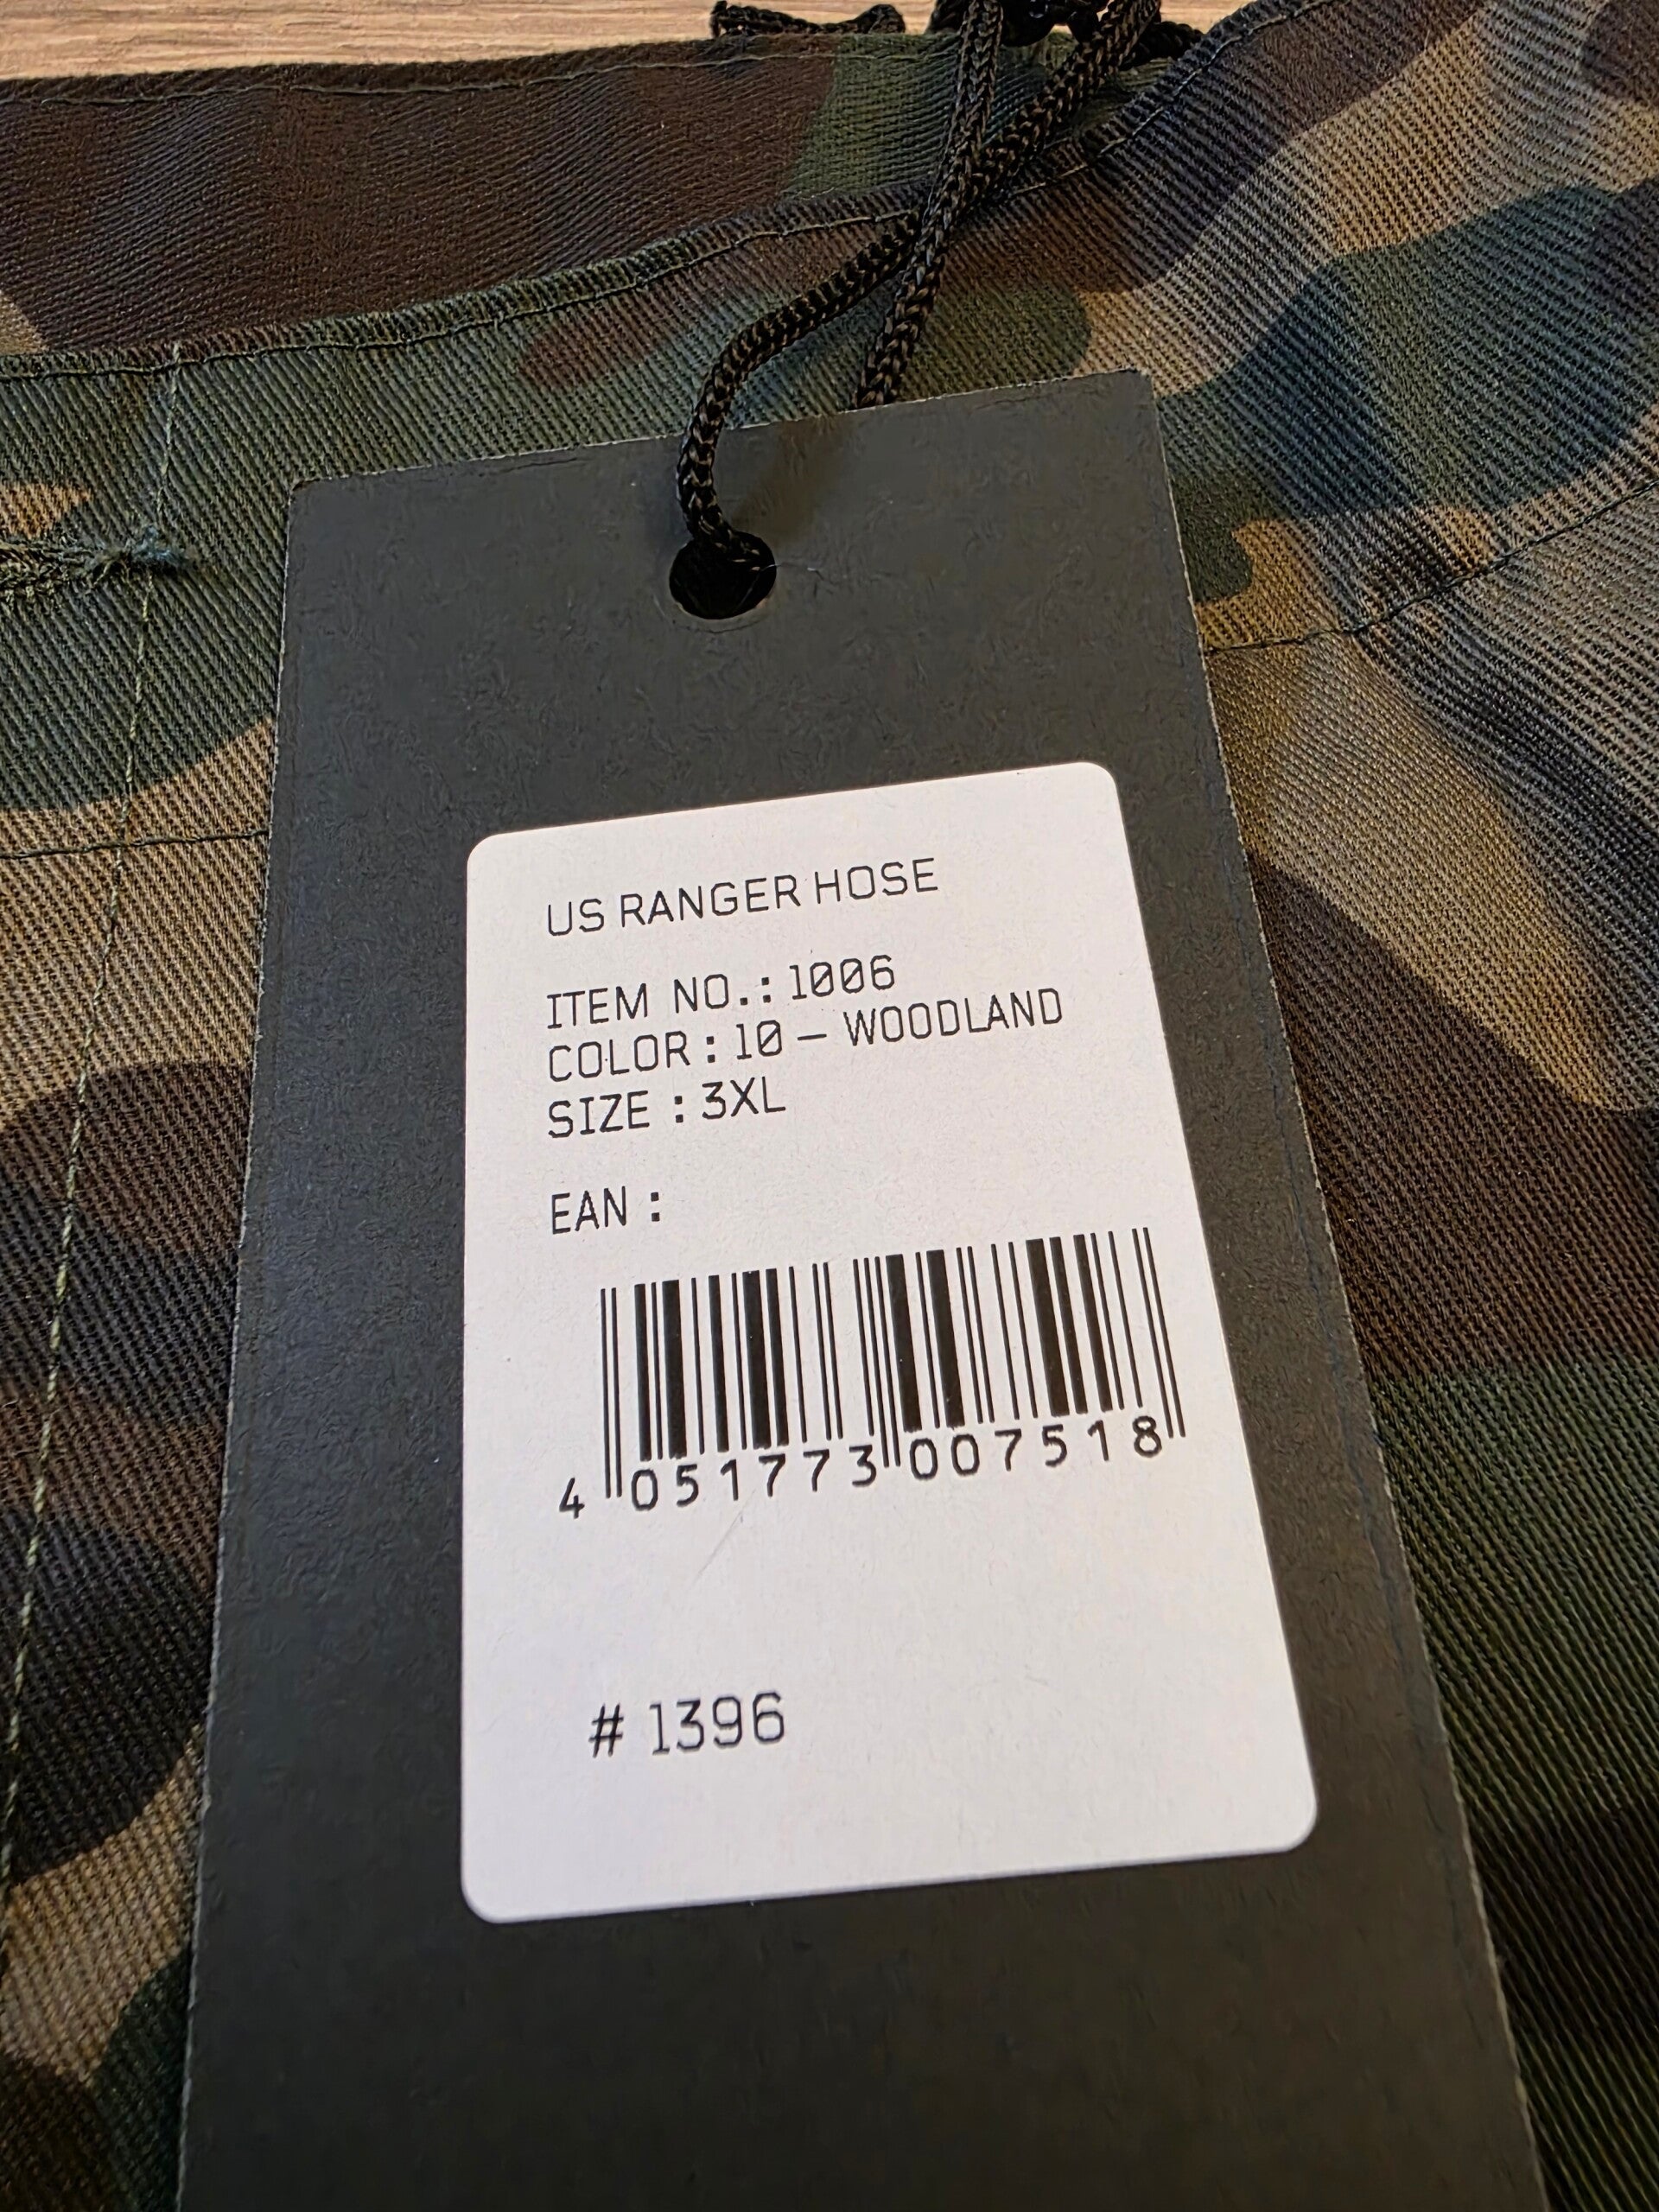 US RANGER HOSE
ITEM NO.: 1006
COLOR : 10 – WOODLAND
SIZE : 3XL
EAN :
4 051773 007518
# 1396